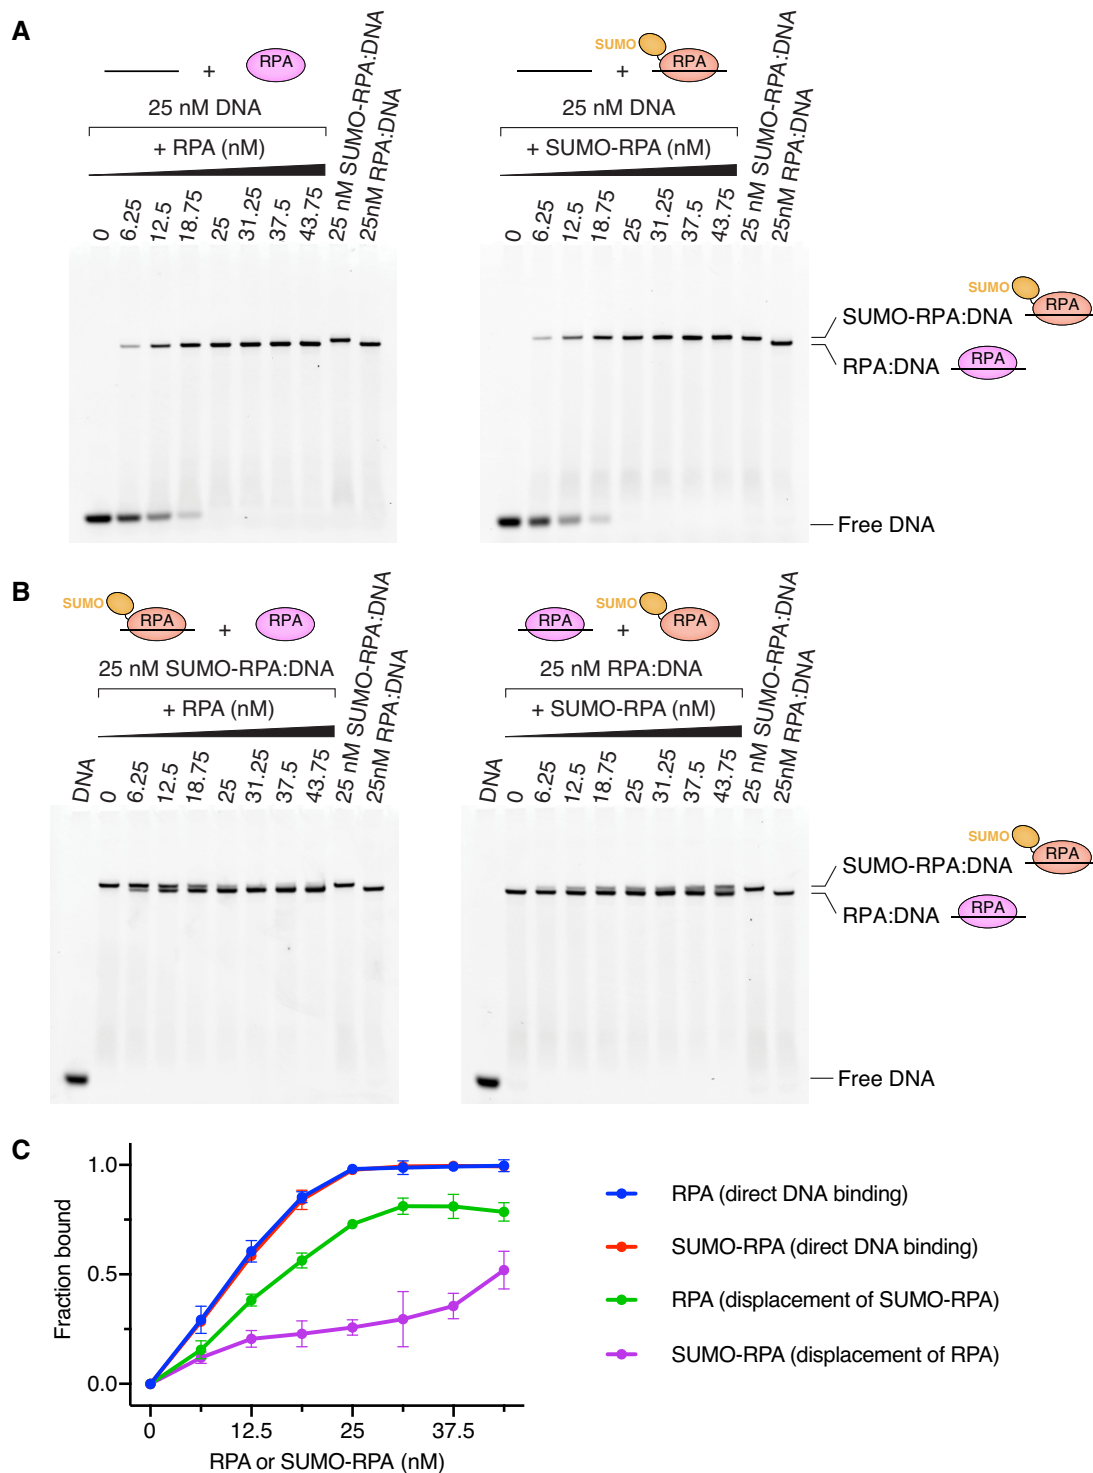 A
RPA
+
25 nM DNA
+ RPA (nM)
0 6.25 12.5 18.75 25 31.25 37.5 43.75 25 nM SUMO-RPA:DNA 25nM RPA:DNA
SUMO RPA
+
25 nM DNA
+ SUMO-RPA (nM)
0 6.25 12.5 18.75 25 31.25 37.5 43.75 25 nM SUMO-RPA:DNA 25nM RPA:DNA
SUMO RPA
SUMO-RPA:DNA
RPA:DNA RPA
Free DNA
B
SUMO RPA + RPA
25 nM SUMO-RPA:DNA
+ RPA (nM)
DNA 0 6.25 12.5 18.75 25 31.25 37.5 43.75 25 nM SUMO-RPA:DNA 25nM RPA:DNA
RPA + SUMO RPA
25 nM RPA:DNA
+ SUMO-RPA (nM)
DNA 0 6.25 12.5 18.75 25 31.25 37.5 43.75 25 nM SUMO-RPA:DNA 25nM RPA:DNA
SUMO RPA
SUMO-RPA:DNA
RPA:DNA RPA
Free DNA
C
Fraction bound
1.0
0.5
0.0
0 12.5 25 37.5
RPA or SUMO-RPA (nM)
RPA (direct DNA binding)
SUMO-RPA (direct DNA binding)
RPA (displacement of SUMO-RPA)
SUMO-RPA (displacement of RPA)